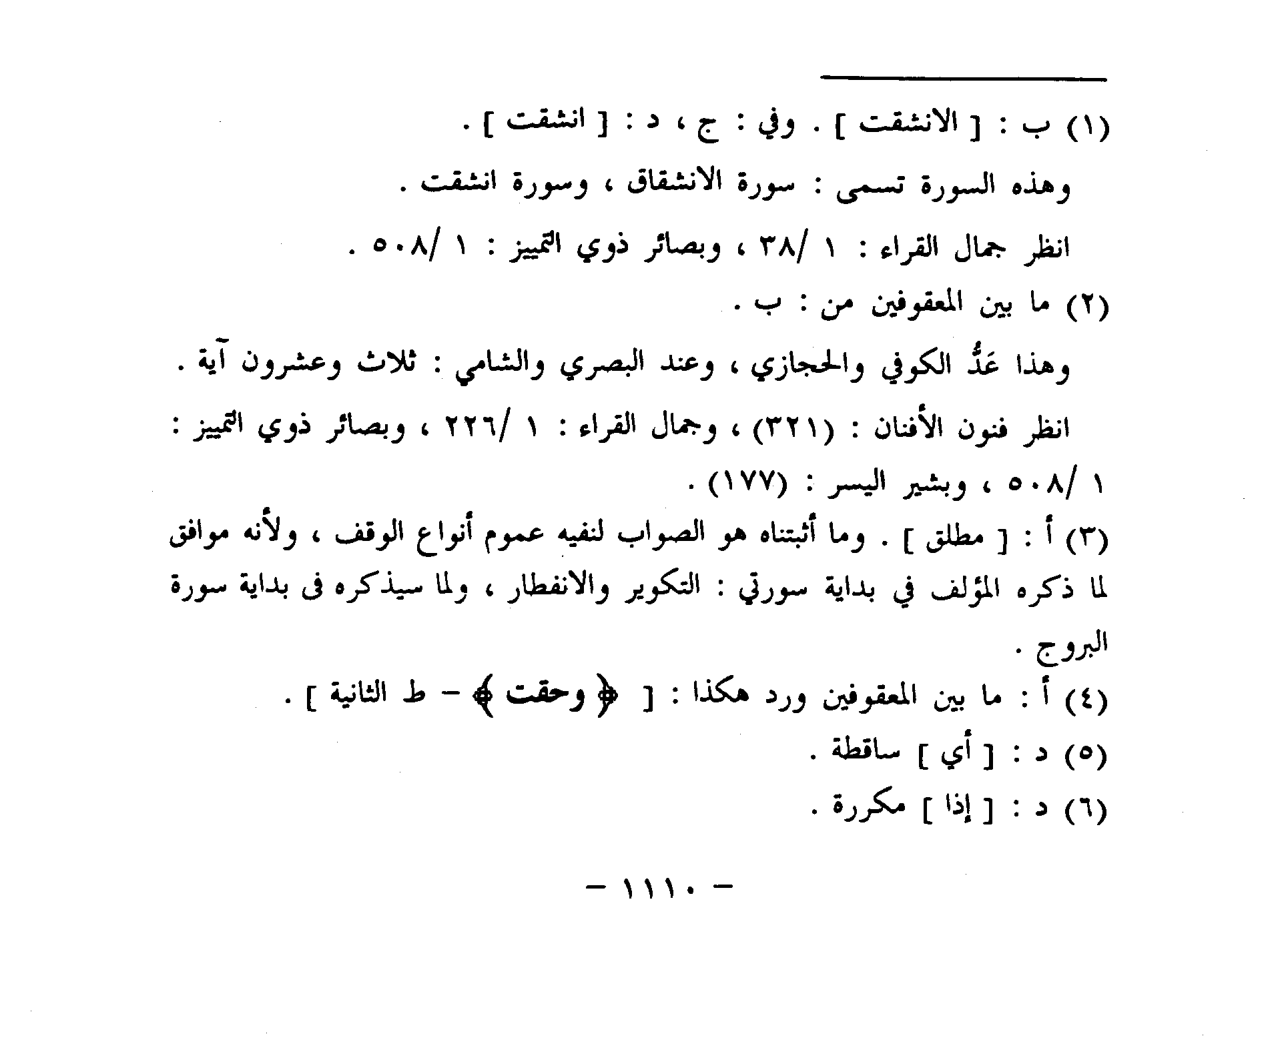 (١) ب : [ الانشقت ] . وفي : ج ، د : [ انشقت ] .
وهذه السورة تسمى : سورة الانشقاق ، وسورة انشقت .
انظر جمال القراء : ١ /٣٨ ، وبصائر ذوي التمييز : ١ /٥٠٨ .
(٢) ما بين المعقوفين من : ب .
وهذا عَدُّ الكوفي والحجازي ، وعند البصري والشامي : ثلاث وعشرون آية .
انظر فنون الأفنان : (٣٢١) ، وجمال القراء : ١ /٢٢٦ ، وبصائر ذوي التمييز :
١ /٥٠٨ ، وبشير اليسر : (١٧٧) .
(٣) أ : [ مطلق ] . وما أثبتناه هو الصواب لنفيه عموم أنواع الوقف ، ولأنه موافق
لما ذكره المؤلف في بداية سورتي : التكوير والانفطار ، ولما سيذكره فى بداية سورة
البروج .
(٤) أ : ما بين المعقوفين ورد هكذا : [ ﴿ وحقت ﴾ – ط الثانية ] .
(٥) د : [ أي ] ساقطة .
(٦) د : [ إذا ] مكررة .
– ١١١٠ –